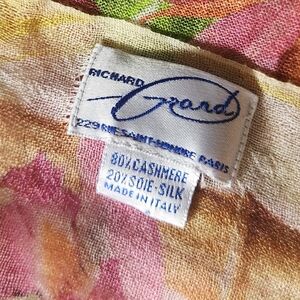 RICHARD
Grand
229 RUE SAINT-HONORE PARIS
80% CASHMERE
20% SOIE-SILK
MADE IN ITALY